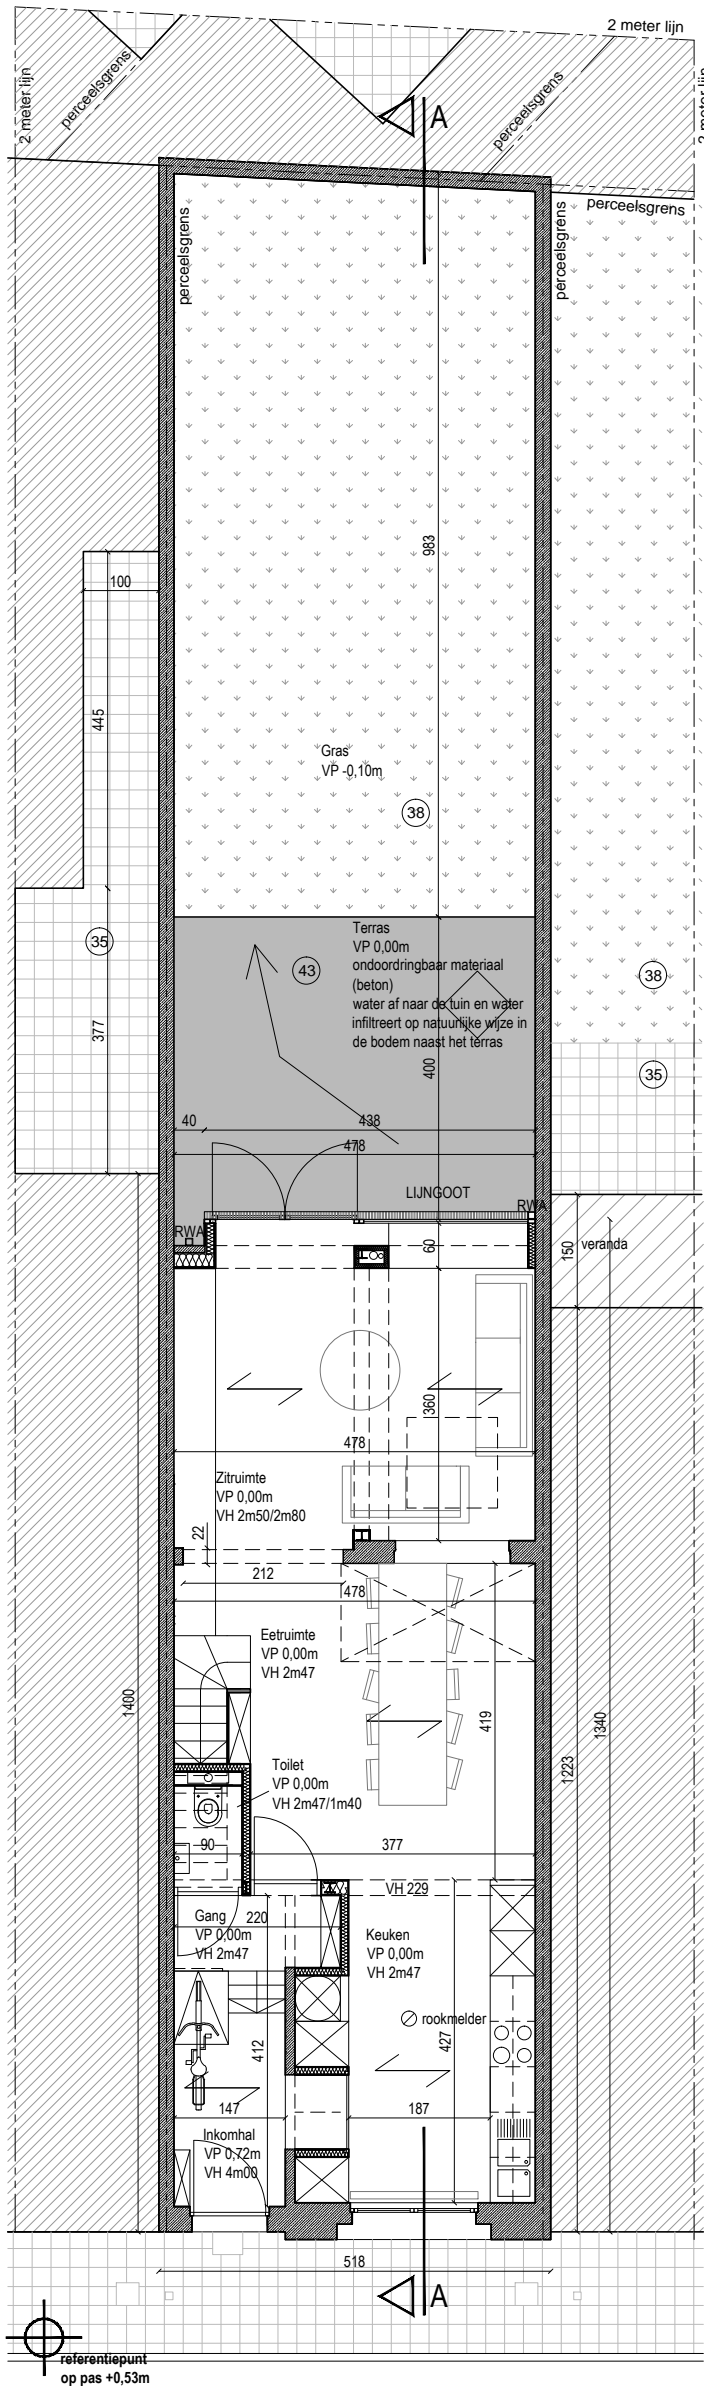 2 meter lijn
2 meter lijn
perceelsgrens
perceelsgrens
2 meter lijn
A
perceelsgrens
perceelsgrens
perceelsgrens
983
100
445
Gras
VP -0,10m
38
35
377
43
Terras
VP 0,00m
ondoordringbaar materiaal
(beton)
water af naar de tuin en water
infiltreert op natuurlijke wijze in
de bodem naast het terras
38
35
400
40
438
478
LIJNGOOT
RWA
RWA
60
150
veranda
360
478
Zitruimte
VP 0,00m
VH 2m50/2m80
22
212
478
Eetruimte
VP 0,00m
VH 2m47
1400
419
1340
1223
Toilet
VP 0,00m
VH 2m47/1m40
90
377
VH 229
Gang
VP 0,00m
VH 2m47
220
Keuken
VP 0,00m
VH 2m47
rookmelder
412
427
147
187
Inkomhal
VP 0,72m
VH 4m00
518
A
referentiepunt
op pas +0,53m